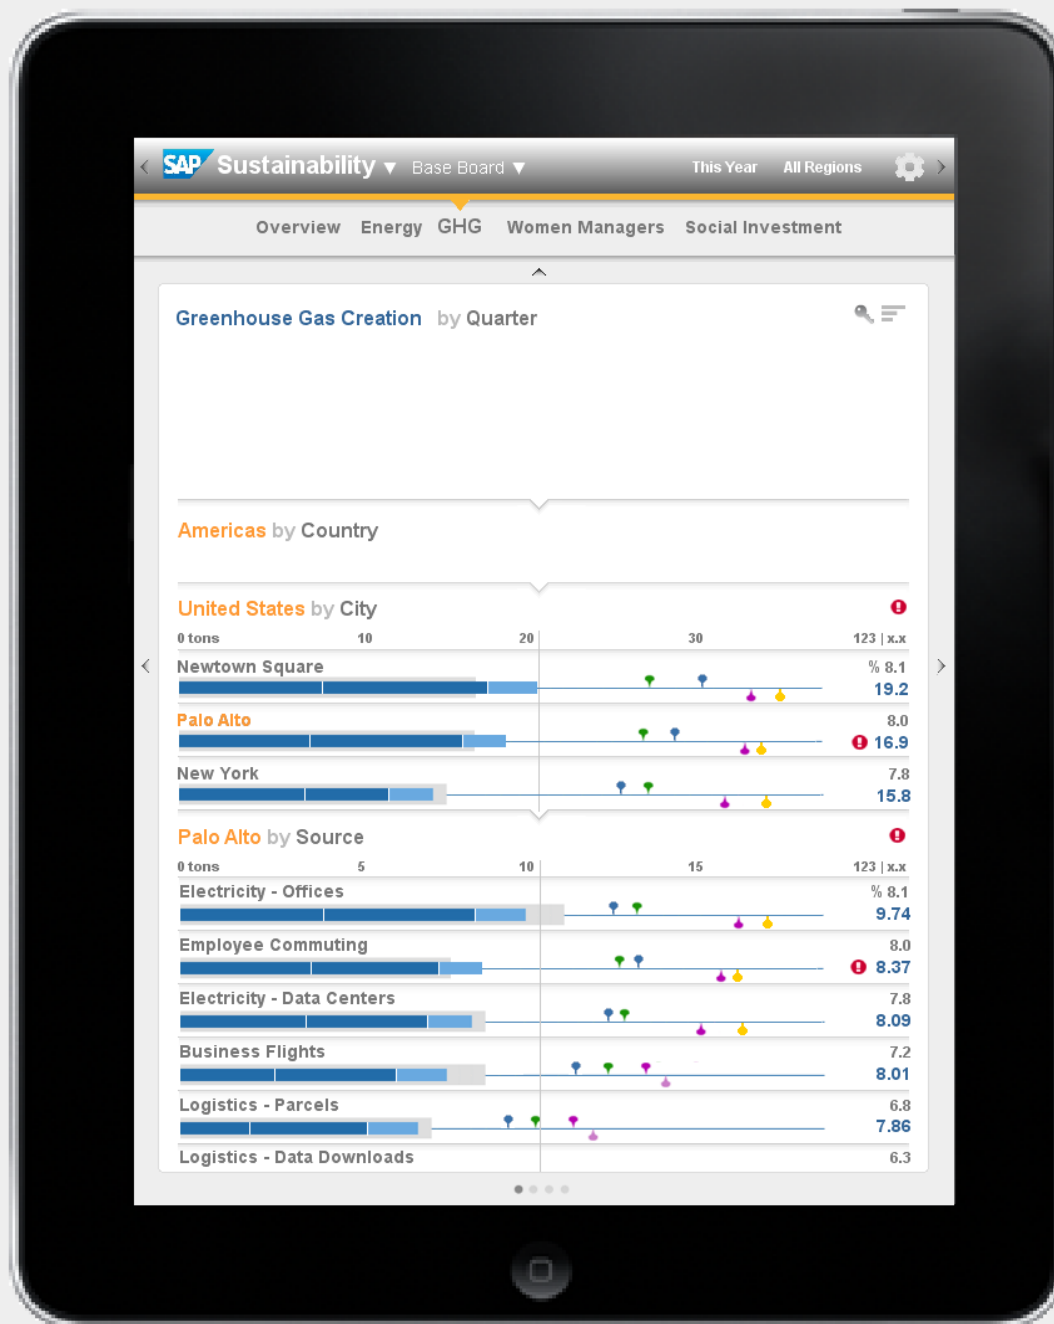 SAP Sustainability ▼ Base Board ▼ This Year All Regions
Overview Energy GHG Women Managers Social Investment
Greenhouse Gas Creation by Quarter
Americas by Country
United States by City
0 tons 10 20 30 123 | x.x
Newtown Square % 8.1
19.2
Palo Alto 8.0
16.9
New York 7.8
15.8
Palo Alto by Source
0 tons 5 10 15 123 | x.x
Electricity - Offices % 8.1
9.74
Employee Commuting 8.0
8.37
Electricity - Data Centers 7.8
8.09
Business Flights 7.2
8.01
Logistics - Parcels 6.8
7.86
Logistics - Data Downloads 6.3